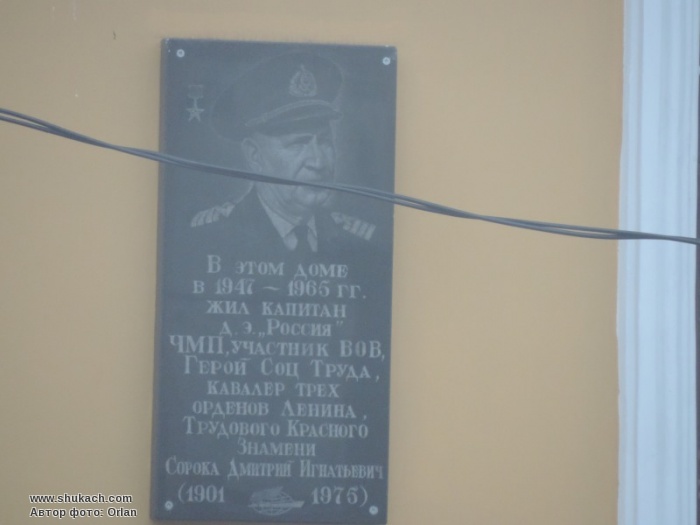 В ЭТОМ ДОМЕ
В 1947 ~ 1965 ГГ.
ЖИЛ КАПИТАН
Д.Э. „РОССИЯ"
ЧМП, УЧАСТНИК ВОВ,
ГЕРОЙ СОЦ ТРУДА,
КАВАЛЕР ТРЕХ
ОРДЕНОВ ЛЕНИНА,
ТРУДОВОГО КРАСНОГО
ЗНАМЕНИ
СОРОКА ДМИТРИЙ ИГНАТЬЕВИЧ
(1901 1976)
www.shukach.com
Автор фото: Orlan